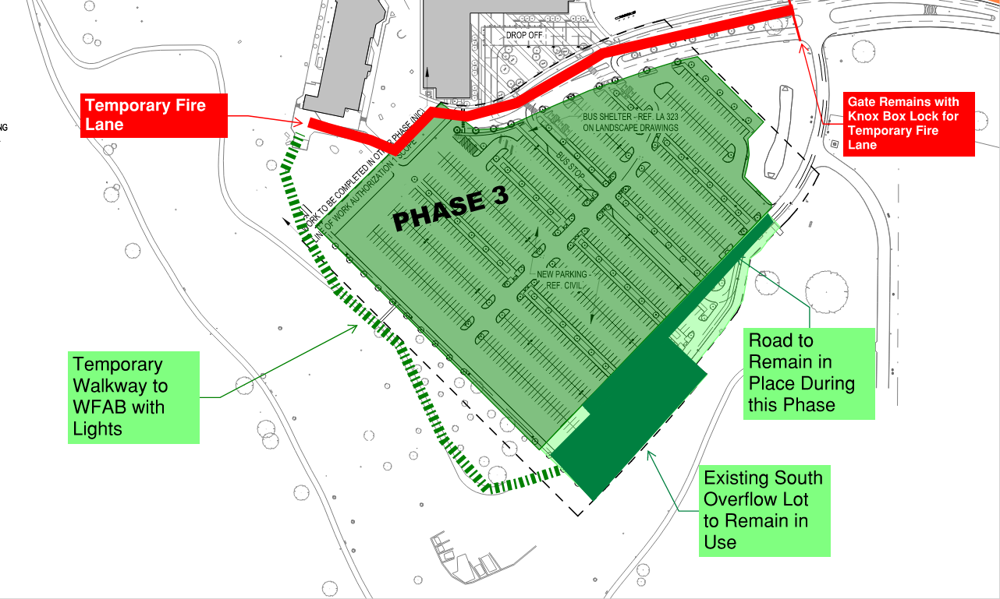 DROP OFF
Temporary Fire
Lane
Gate Remains with
Knox Box Lock for
Temporary Fire
Lane
NG
BUS SHELTER - REF. LA 323
ON LANDSCAPE DRAWINGS
WORK TO BE COMPLETED IN OTHER PHASE (NIC)
LINE OF WORK AUTHORIZATION 1 SCOPE
BUS STOP
PHASE 3
NEW PARKING -
REF. CIVIL
Road to
Remain in
Place During
this Phase
Temporary
Walkway to
WFAB with
Lights
Existing South
Overflow Lot
to Remain in
Use